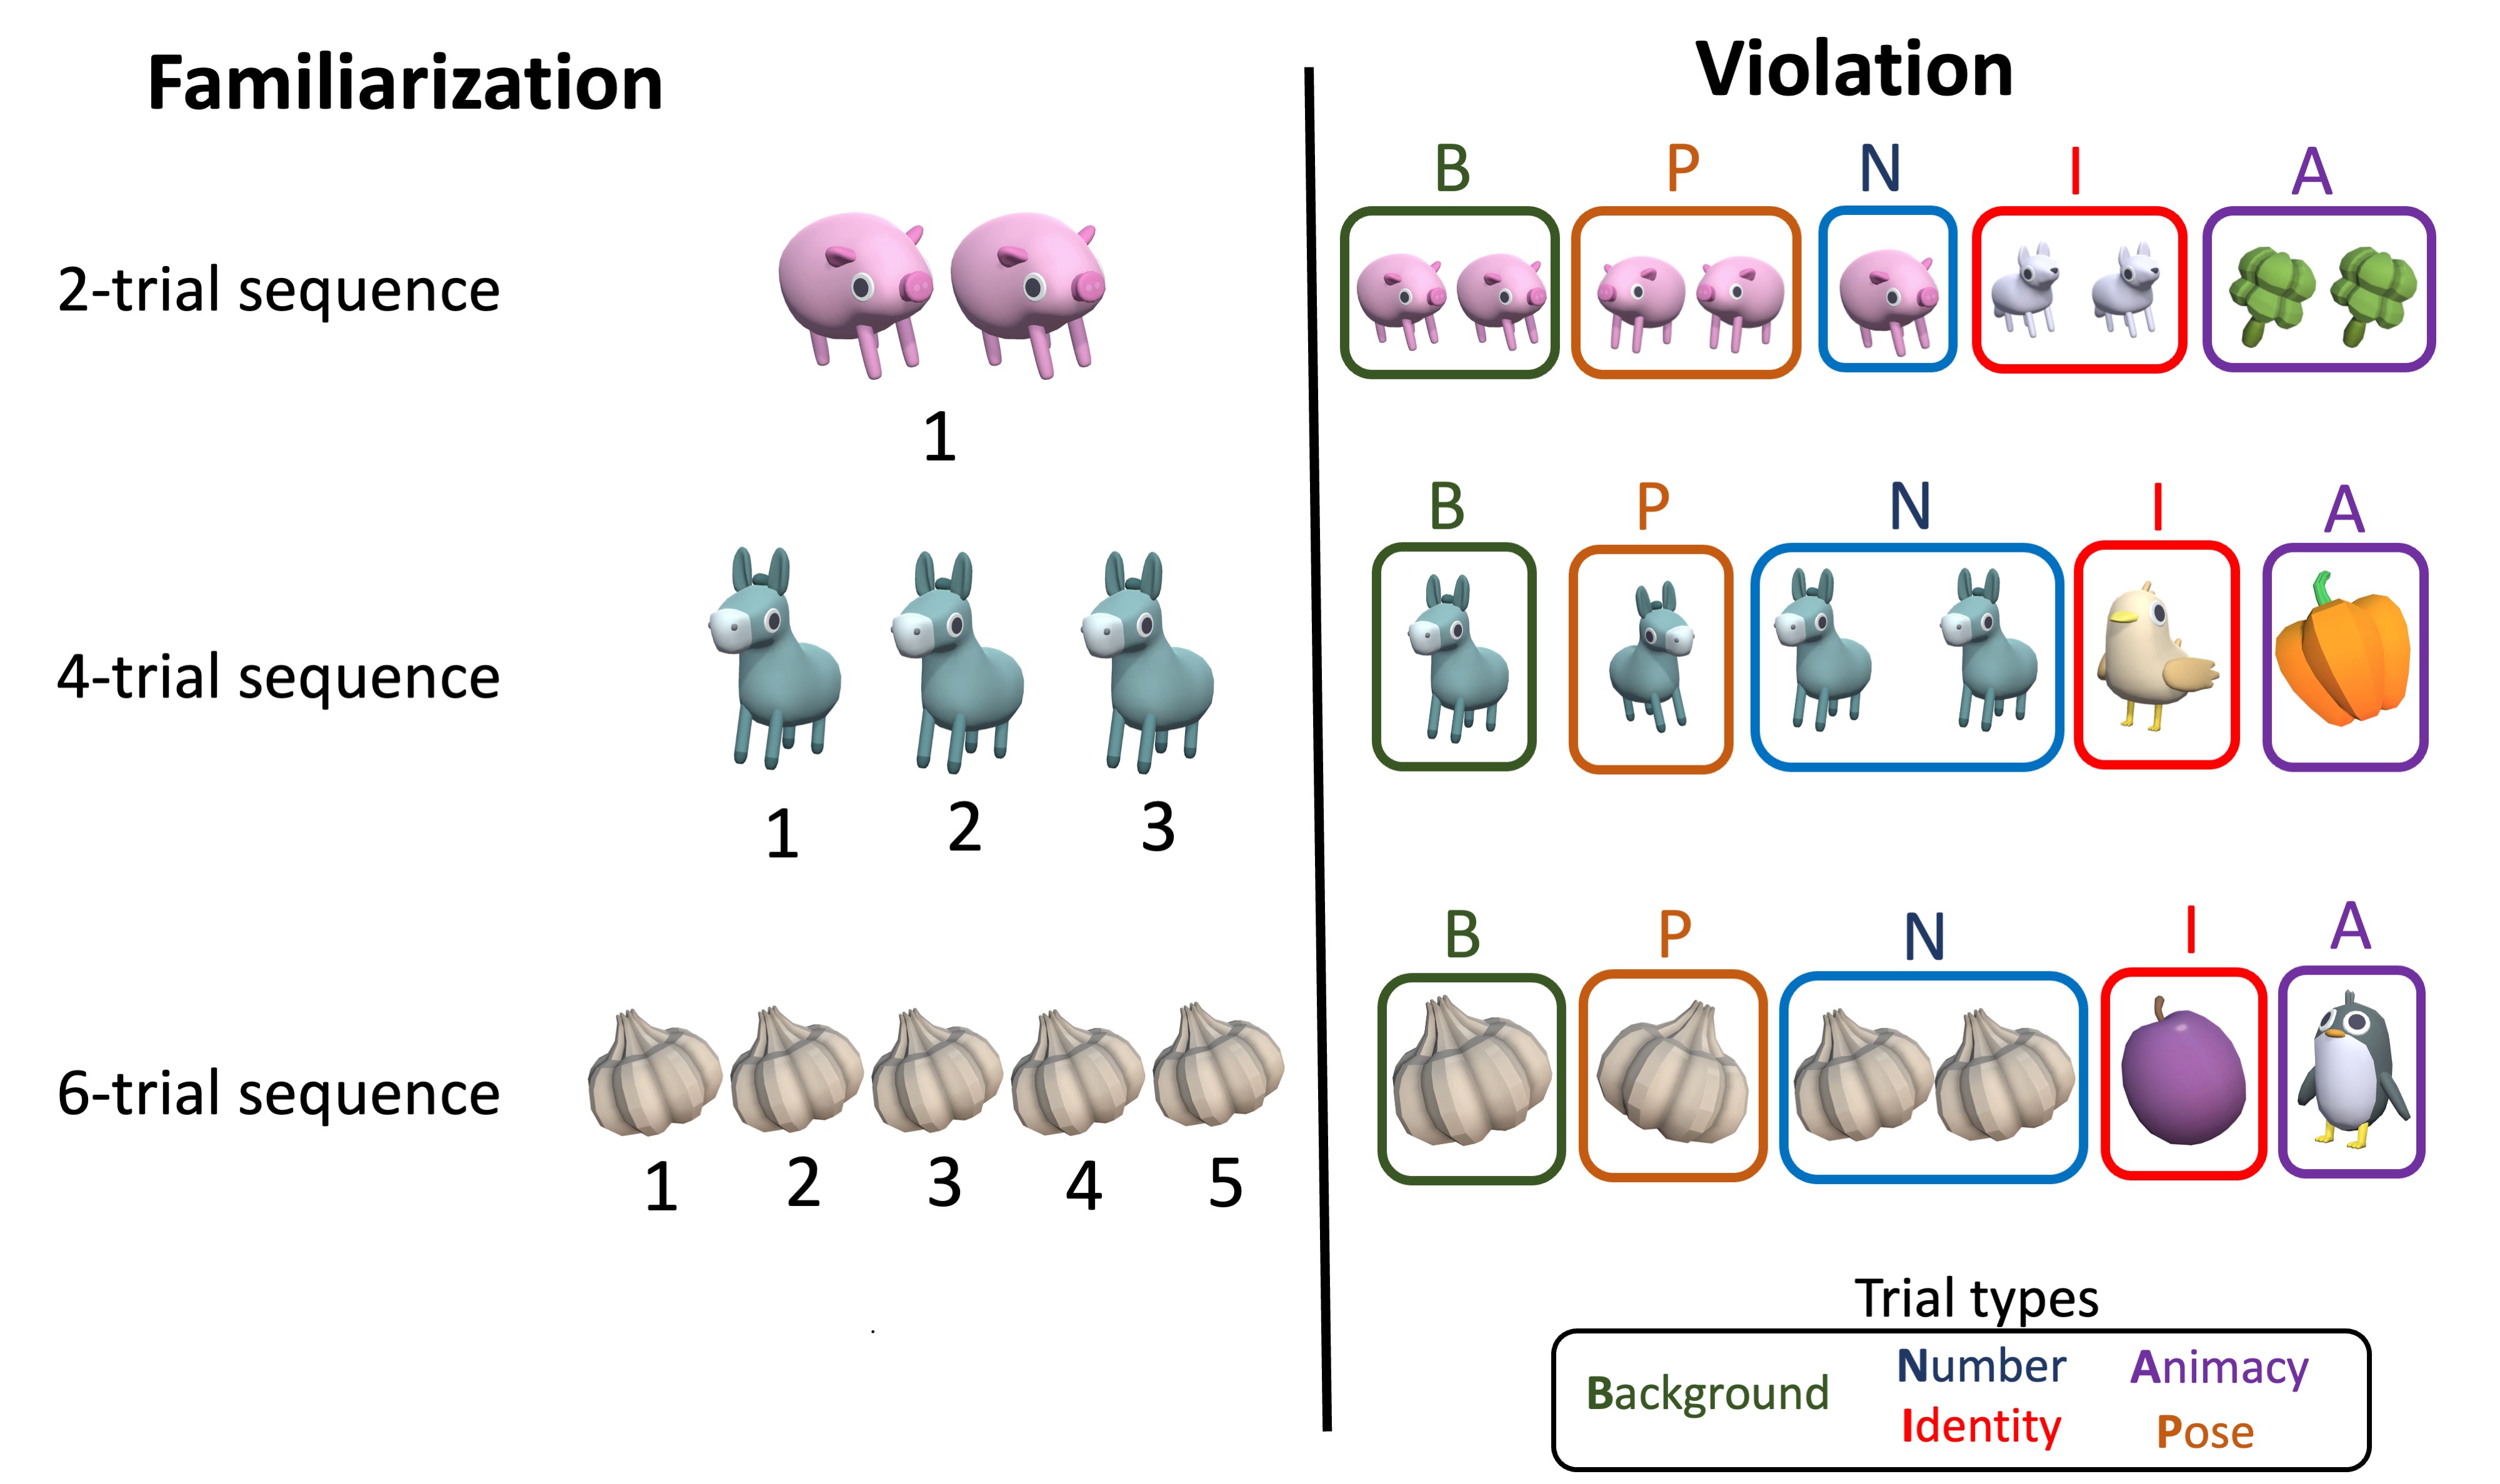 Familiarization
Violation
B P N I A
2-trial sequence
1
B P N I A
4-trial sequence
1 2 3
B P N I A
6-trial sequence
1 2 3 4 5
Trial types
Background
Number
Animacy
Identity
Pose